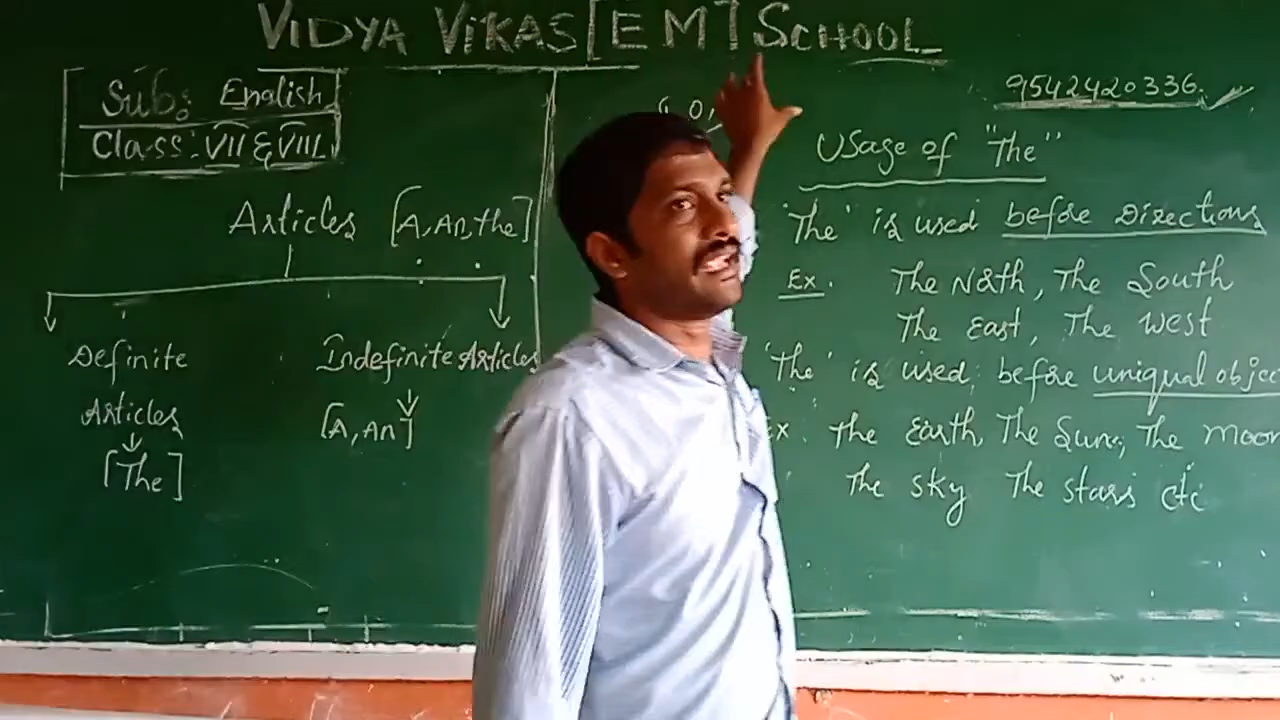 VIDYA VIKAS [E M] SCHOOL
Sub: English
Class: VII & VIII
Articles [A, An, the]
Definite
Articles
[The]
Indefinite Articles
[A, An]
9542420336.
Usage of "The"
'The' is used before Directions
Ex. The North, The South
The East, The West
'The' is used, before uniqual objec
Ex. The Earth, The Sun, The Moon
The sky The stars etc